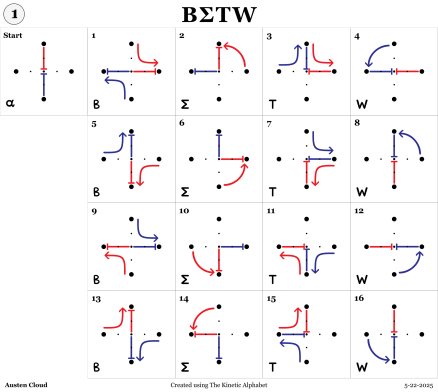 1
BΣTW
Start
α
1
B
2
Σ
3
T
4
W
5
B
6
Σ
7
T
8
W
9
B
10
Σ
11
T
12
W
13
B
14
Σ
15
T
16
W
Austen Cloud
Created using The Kinetic Alphabet
5-22-2025